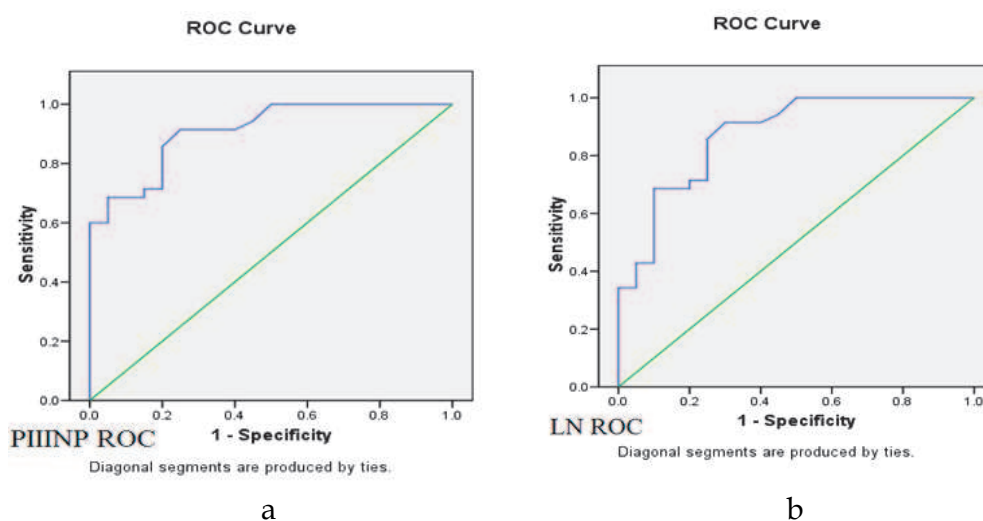 ROC Curve
1.0
0.8
0.6
0.4
0.2
0.0
Sensitivity
0.0 0.2 0.4 0.6 0.8 1.0
PIIINP ROC
1 - Specificity
Diagonal segments are produced by ties.
a
ROC Curve
1.0
0.8
0.6
0.4
0.2
0.0
Sensitivity
0.0 0.2 0.4 0.6 0.8 1.0
LN ROC
1 - Specificity
Diagonal segments are produced by ties.
b